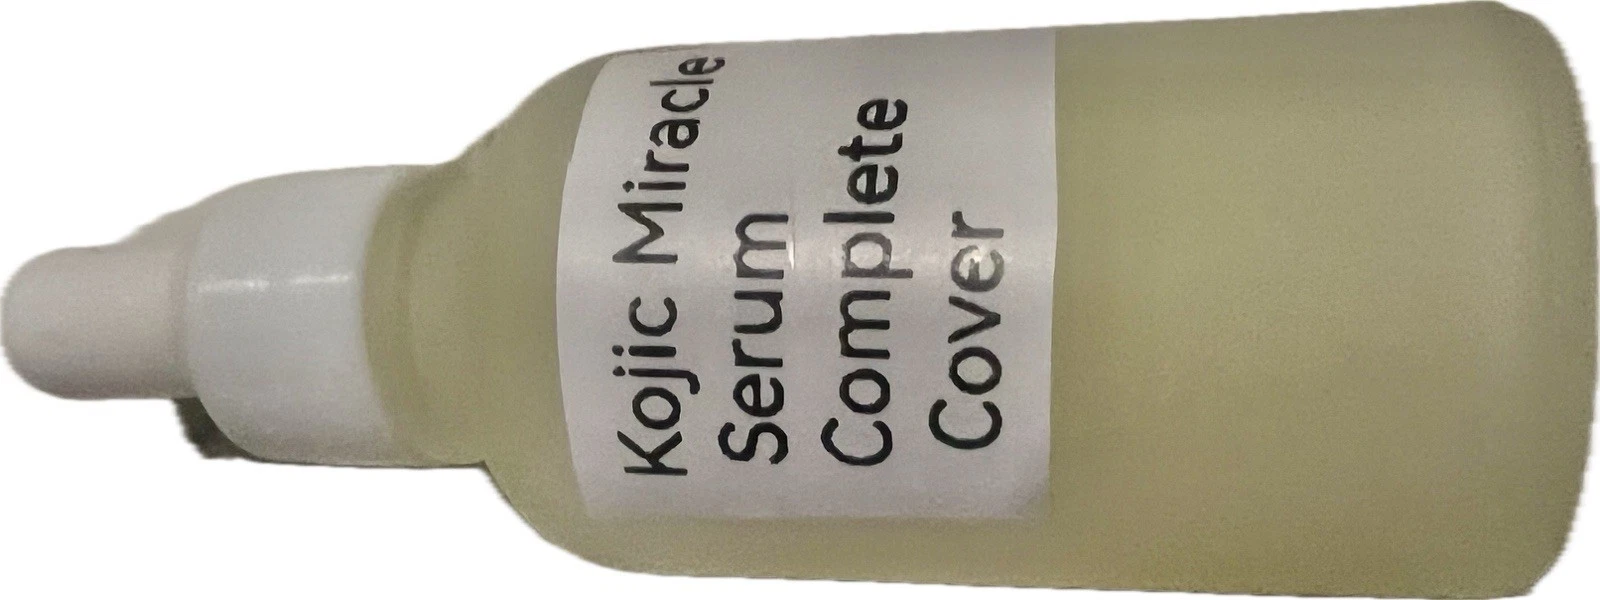 Kojic Miracle
Serum
Complete
Cover